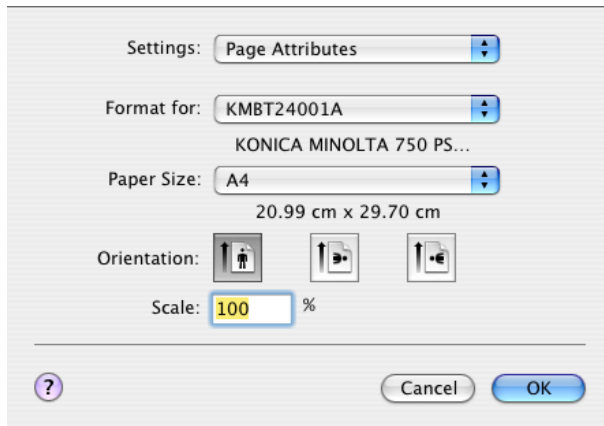 Settings: Page Attributes
Format for: KMBT24001A
KONICA MINOLTA 750 PS...
Paper Size: A4
20.99 cm x 29.70 cm
Orientation:
Scale: 100 %
? Cancel OK